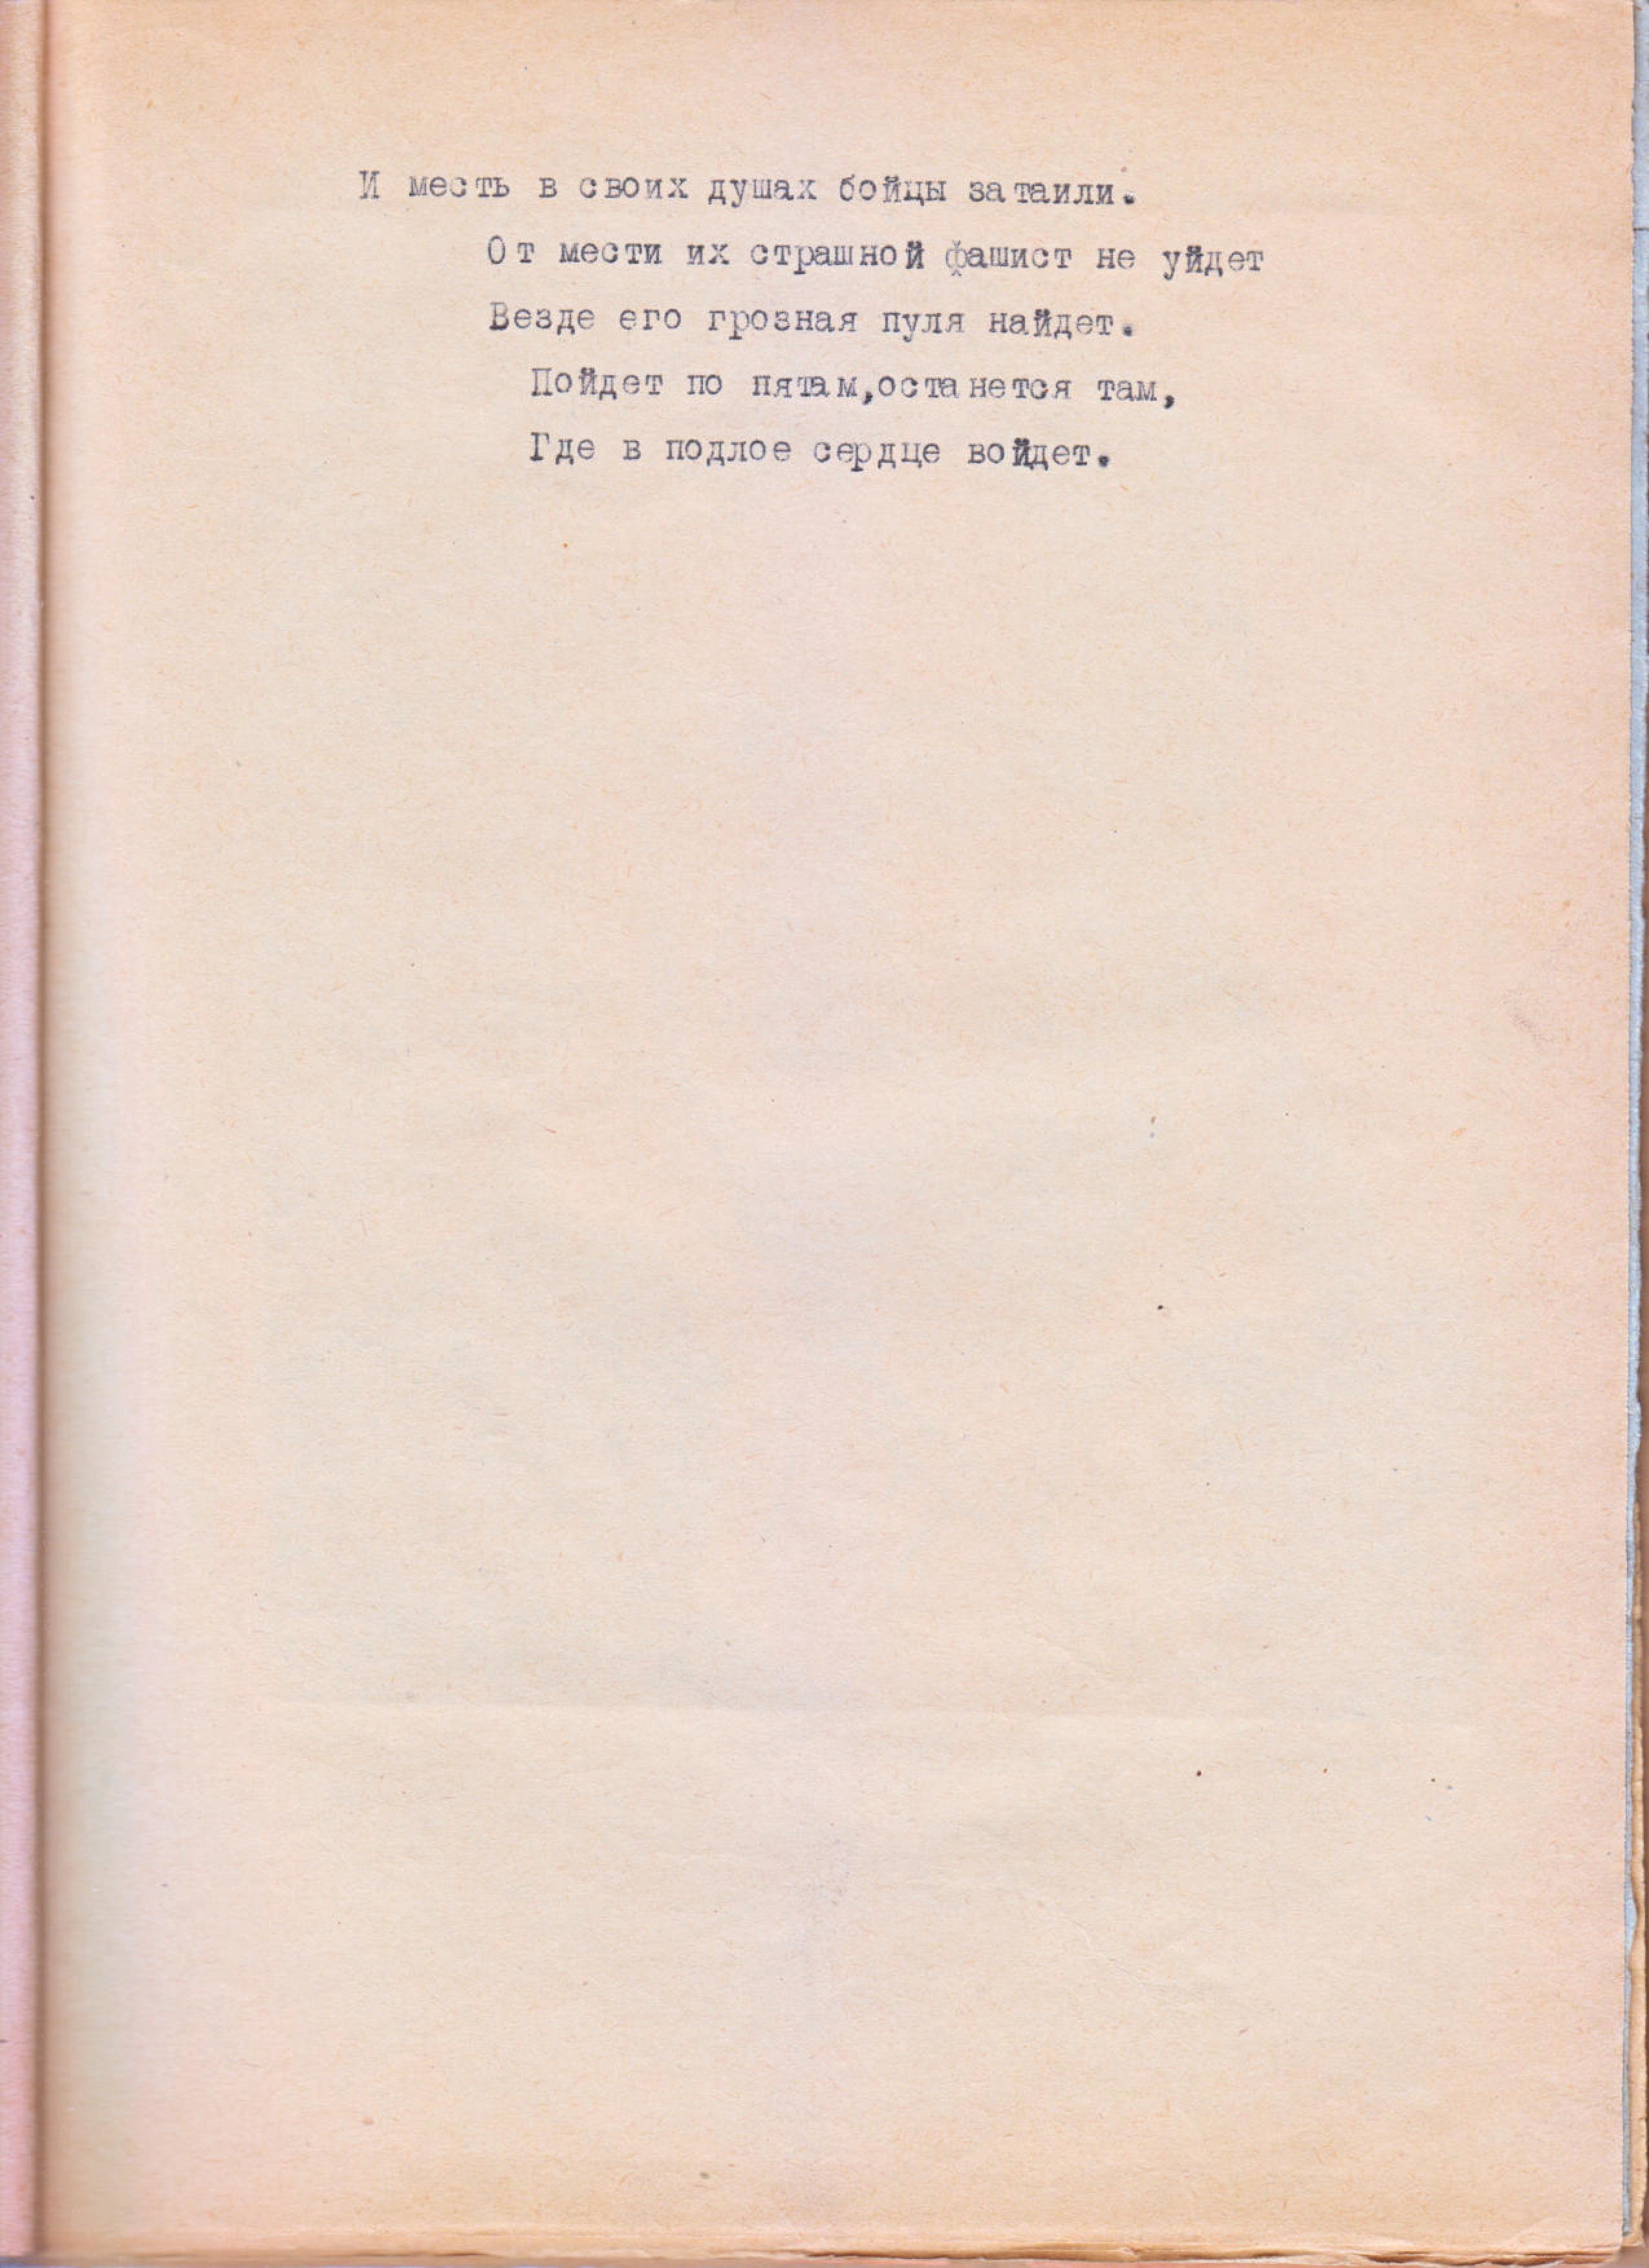 И месть в своих душах бойцы затаили.
От мести их страшной фашист не уйдет
Везде его грозная пуля найдет.
Пойдет по пятам,останется там,
Где в подлое сердце войдет.